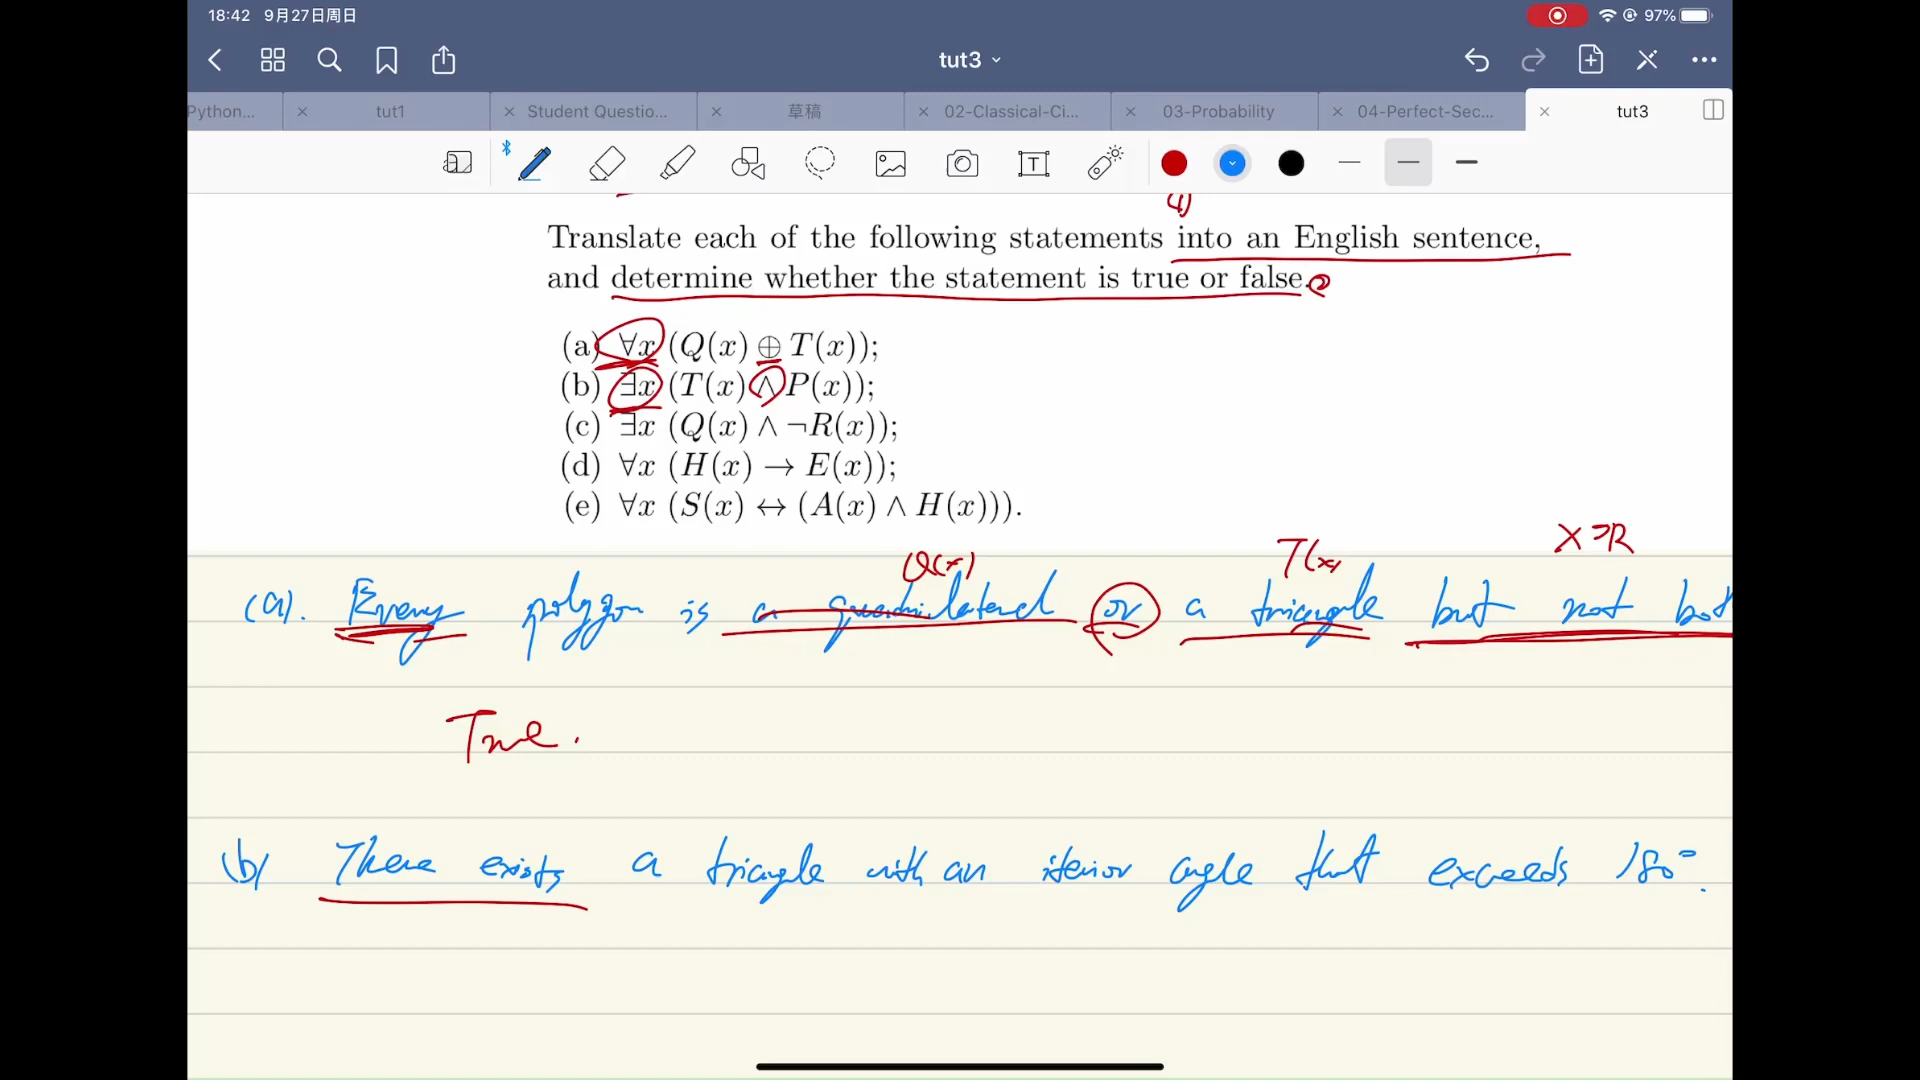 18:42 9月27日周日 97%
tut3
Python... tut1 Student Questio... 草稿 02-Classical-Ci... 03-Probability 04-Perfect-Sec... tut3
Translate each of the following statements into an English sentence,
and determine whether the statement is true or false.
(a) ∀x (Q(x) ⊕ T(x));
(b) ∃x (T(x) ∧ P(x));
(c) ∃x (Q(x) ∧ ¬R(x));
(d) ∀x (H(x) → E(x));
(e) ∀x (S(x) ↔ (A(x) ∧ H(x))).
Q(x) T(x)
(a). Every polygon is a quadrilateral or a triangle but not bot
True.
(b) There exists a triangle with an iterior angle that exceeds 180°.